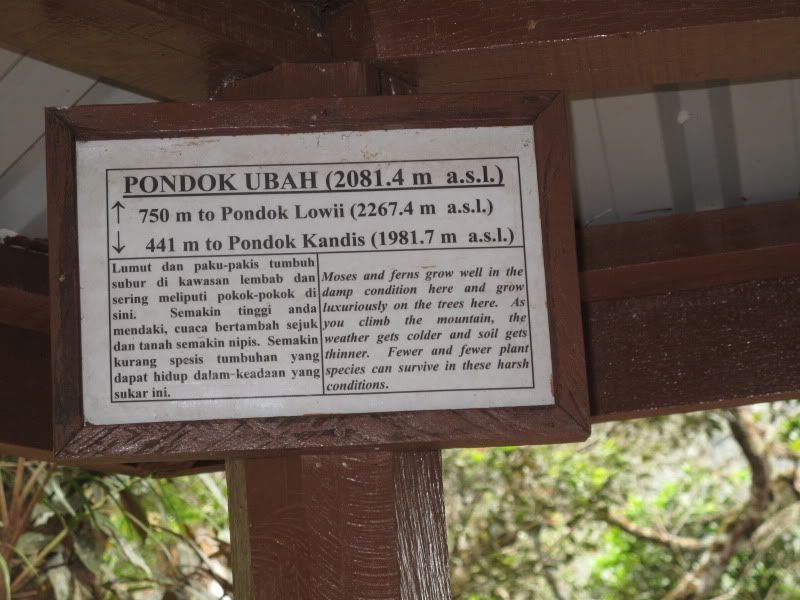 PONDOK UBAH (2081.4 m a.s.l.)
↑ 750 m to Pondok Lowii (2267.4 m a.s.l.)
↓ 441 m to Pondok Kandis (1981.7 m a.s.l.)
Lumut dan paku-pakis tumbuh
subur di kawasan lembab dan
sering meliputi pokok-pokok di
sini. Semakin tinggi anda
mendaki, cuaca bertambah sejuk
dan tanah semakin nipis. Semakin
kurang spesis tumbuhan yang
dapat hidup dalam-keadaan yang
sukar ini.
Moses and ferns grow well in the
damp condition here and grow
luxuriously on the trees here. As
you climb the mountain, the
weather gets colder and soil gets
thinner. Fewer and fewer plant
species can survive in these harsh
conditions.